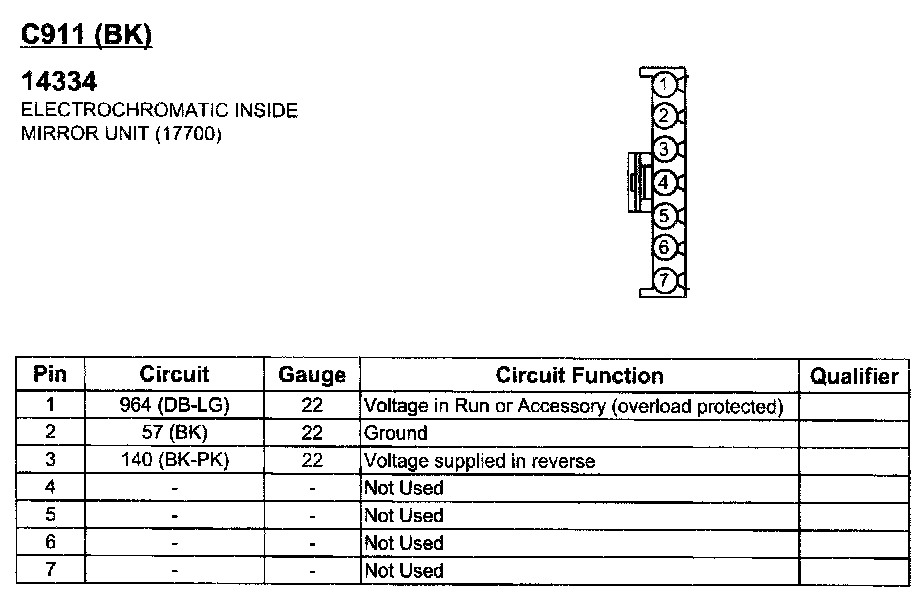 C911 (BK)
14334
ELECTROCHROMATIC INSIDE
MIRROR UNIT (17700)
1
2
3
4
5
6
7
Pin Circuit Gauge Circuit Function Qualifier
1 964 (DB-LG) 22 Voltage in Run or Accessory (overload protected)
2 57 (BK) 22 Ground
3 140 (BK-PK) 22 Voltage supplied in reverse
4 - - Not Used
5 - - Not Used
6 - - Not Used
7 - - Not Used